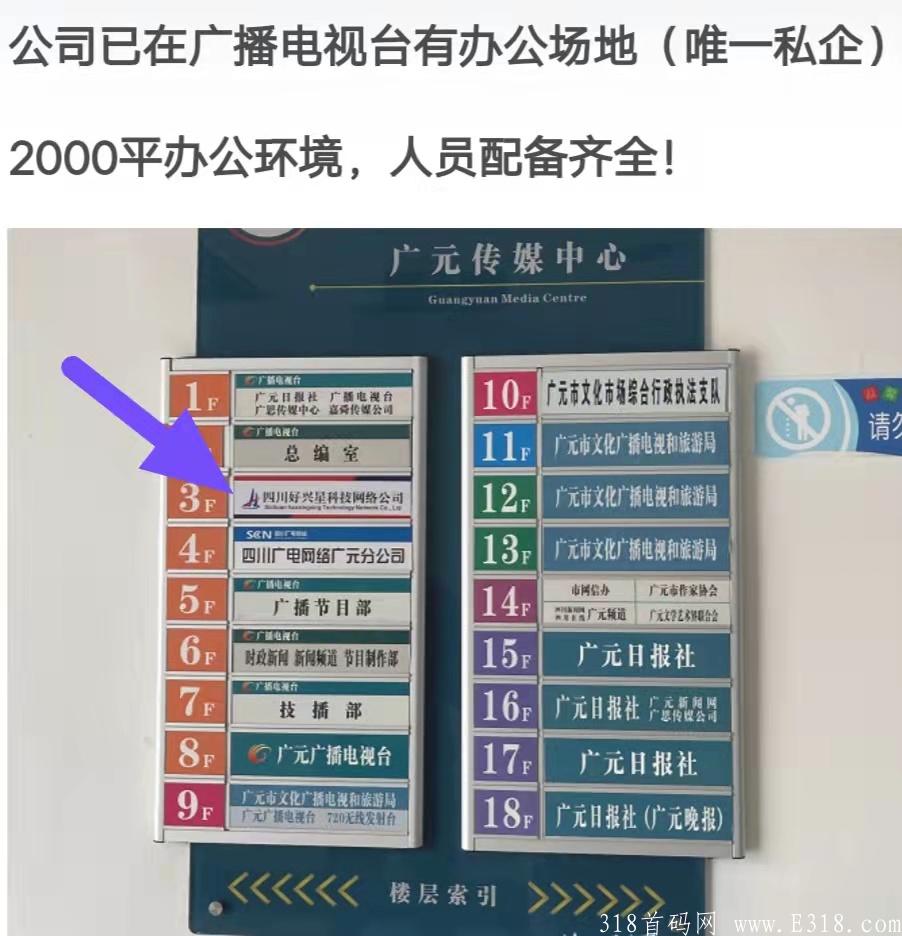 公司已在广播电视台有办公场地（唯一私企）
2000平办公环境，人员配备齐全！
广元传媒中心
Guangyuan Media Centre
1F
广播电视台
广元日报社 广播电视台
广思传媒中心 嘉舜传媒公司
广播电视台
总编室
3F
四川好兴星科技网络公司
4F
SCN
四川广电网络广元分公司
5F
广播电视台
广播节目部
6F
广播电视台
时政新闻 新闻频道 节目制作部
7F
广播电视台
技播部
8F
广元广播电视台
9F
广元市文化广播电视和旅游局
广元广播电视台 720无线发射台
10F
广元市文化市场综合行政执法支队
11F
广元市文化广播电视和旅游局
12F
广元市文化广播电视和旅游局
13F
广元市文化广播电视和旅游局
14F
市网信办 广元市作家协会
广元频道 广元文学艺术界联合会
15F
广元日报社
16F
广元日报社 广元新闻网
广思传媒公司
17F
广元日报社
18F
广元日报社(广元晚报)
请勿
楼层索引
318首码网 www.E318.com